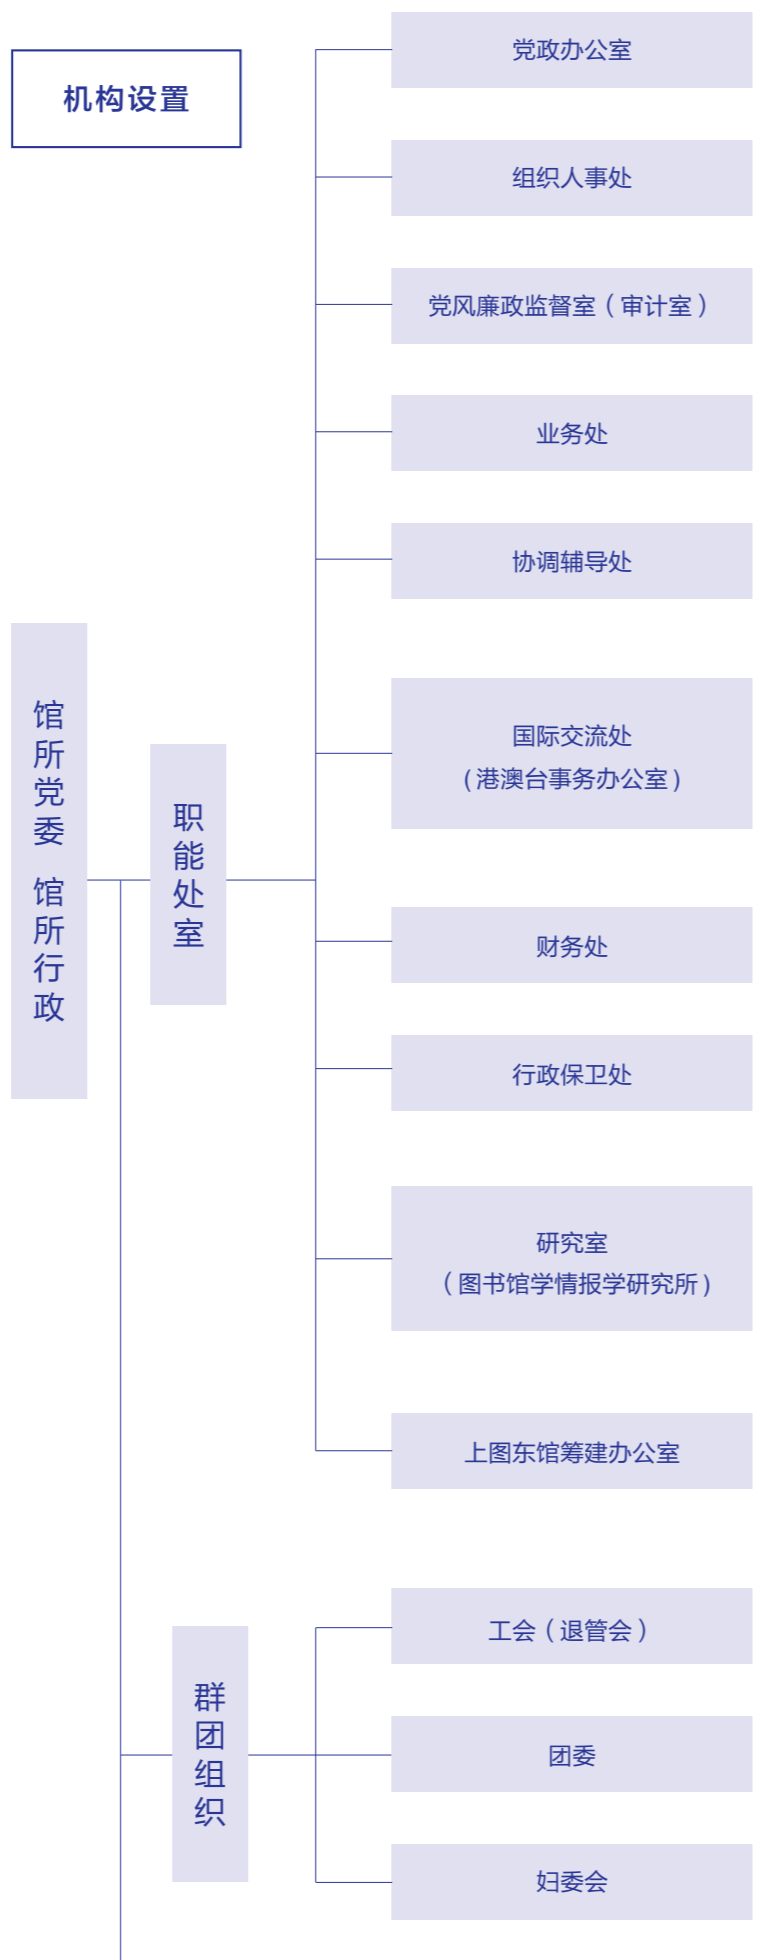 机构设置
馆所党委 馆所行政
职能处室
党政办公室
组织人事处
党风廉政监督室（审计室）
业务处
协调辅导处
国际交流处
(港澳台事务办公室)
财务处
行政保卫处
研究室
(图书馆学情报学研究所)
上图东馆筹建办公室
群团组织
工会（退管会）
团委
妇委会